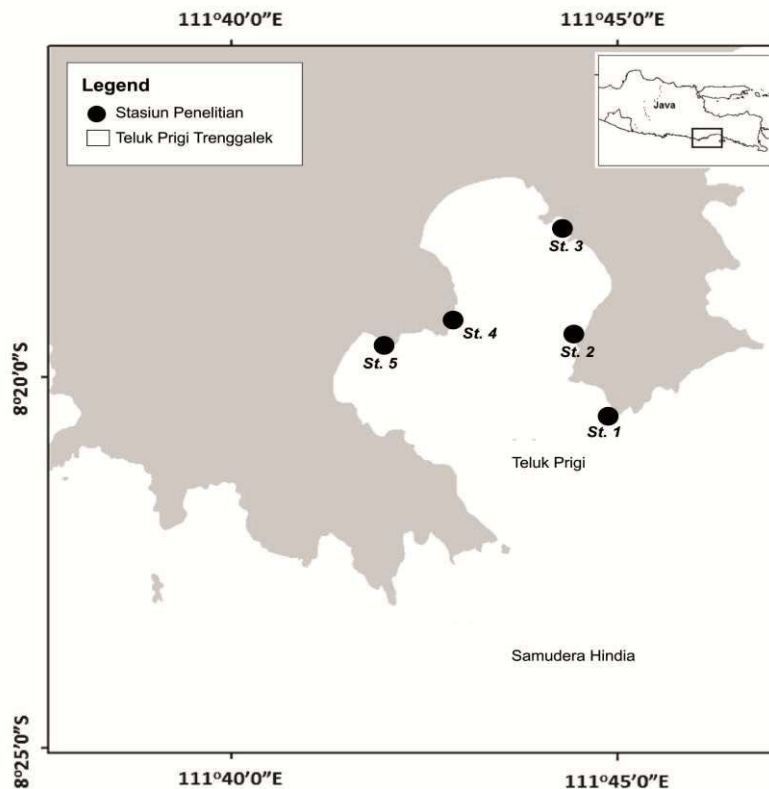 111°40'0"E
111°45'0"E
Legend
Stasiun Penelitian
Teluk Prigi Trenggalek
Java
St. 3
St. 4
St. 2
St. 5
8°20'0"S
St. 1
Teluk Prigi
Samudera Hindia
8°25'0"S
111°40'0"E
111°45'0"E